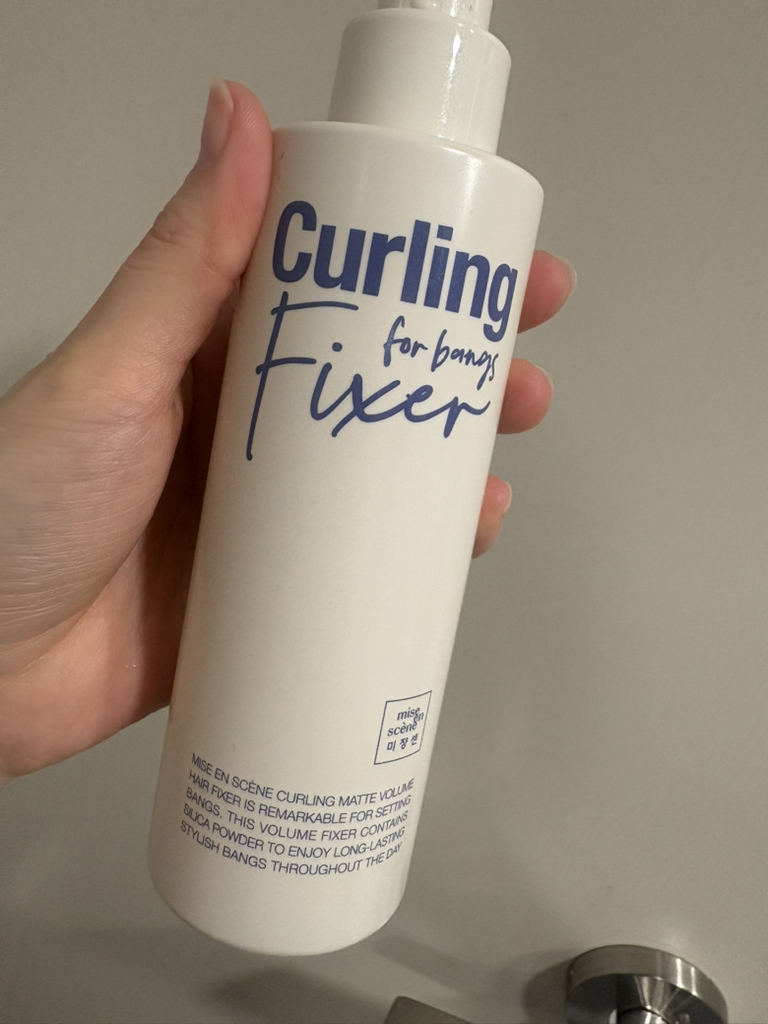 Curling
for bangs
Fixer
mise
en
scène
미쟝센
MISE EN SCÈNE CURLING MATTE VOLUME
HAIR FIXER IS REMARKABLE FOR SETTING
BANGS. THIS VOLUME FIXER CONTAINS
SILICA POWDER TO ENJOY LONG-LASTING
STYLISH BANGS THROUGHOUT THE DAY